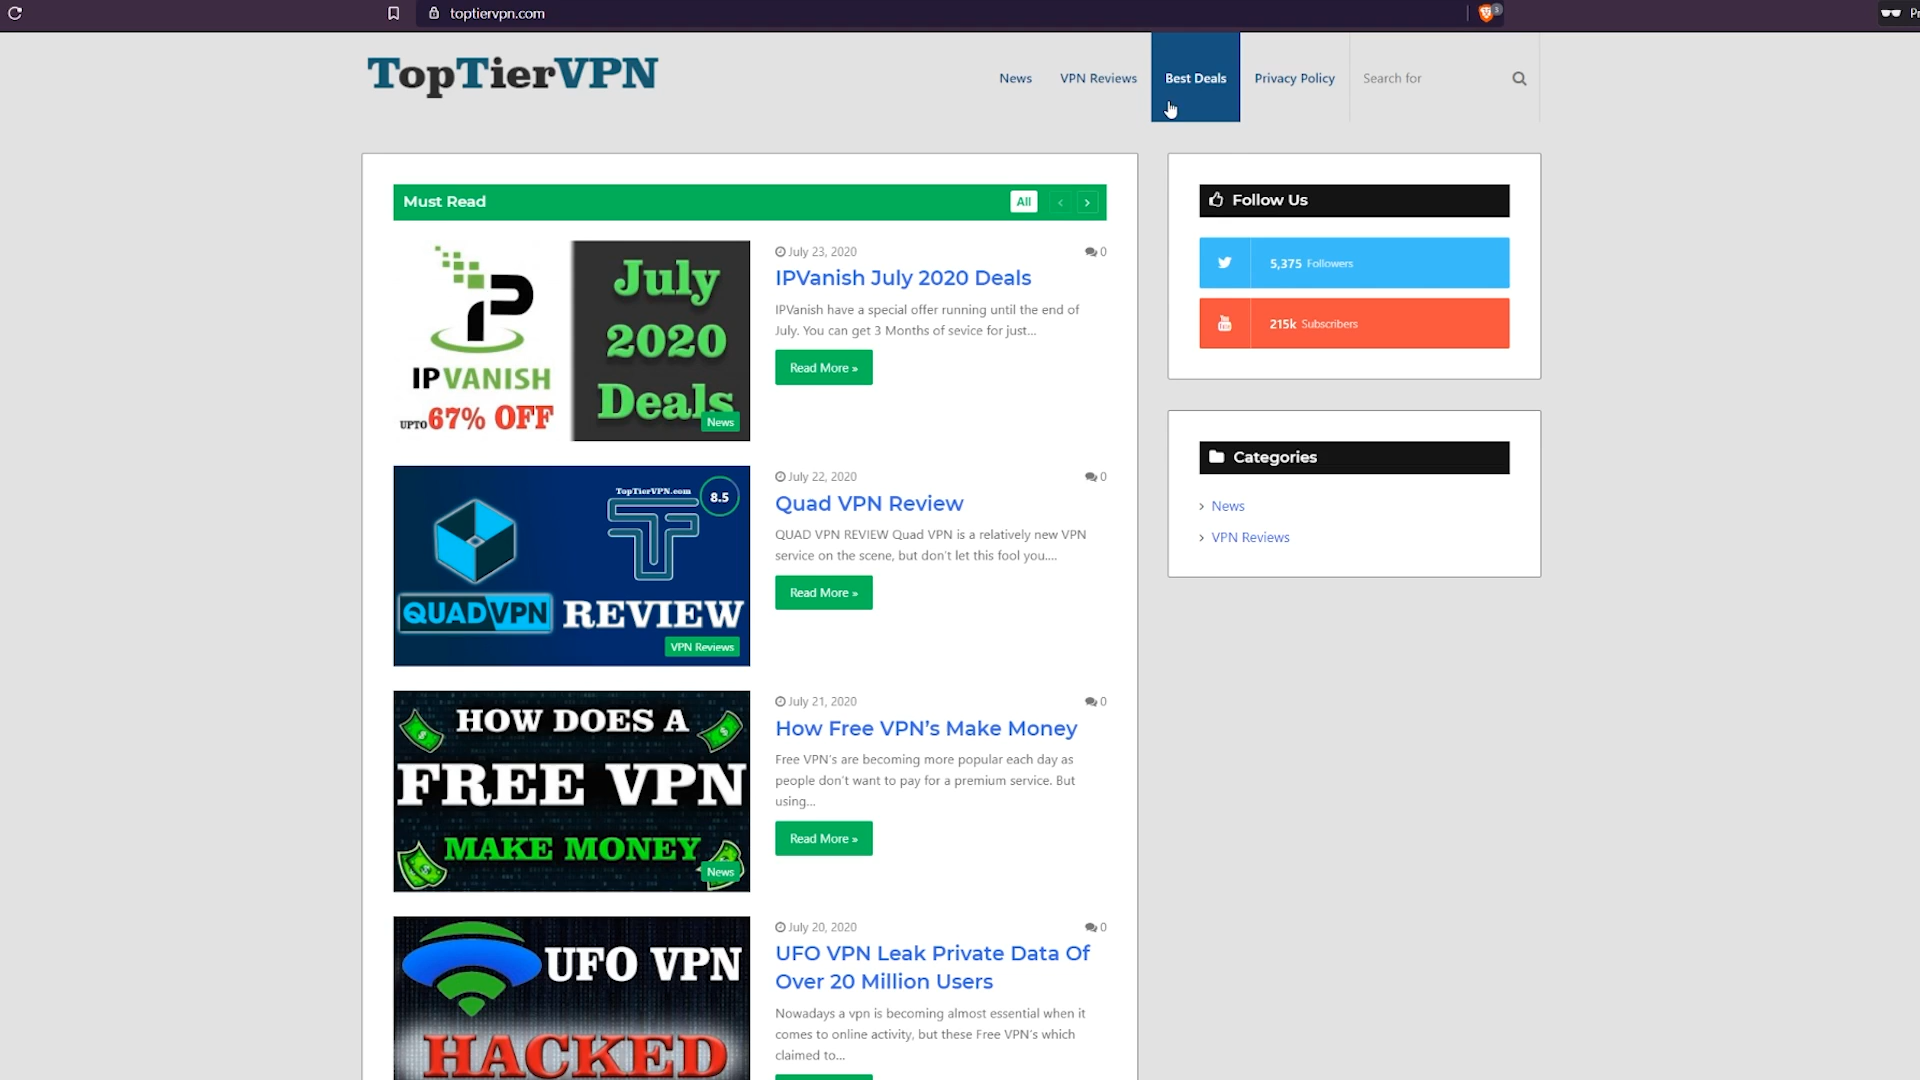 toptiervpn.com
3
TopTierVPN
News
VPN Reviews
Best Deals
Privacy Policy
Search for
Must Read
All
IPVANISH
UPTO 67% OFF
July
2020
Deals
News
July 23, 2020
0
IPVanish July 2020 Deals
IPVanish have a special offer running until the end of
July. You can get 3 Months of sevice for just...
Read More »
TopTierVPN.com
8.5
QUADVPN
REVIEW
VPN Reviews
July 22, 2020
0
Quad VPN Review
QUAD VPN REVIEW Quad VPN is a relatively new VPN
service on the scene, but don't let this fool you....
Read More »
HOW DOES A
FREE VPN
MAKE MONEY
News
July 21, 2020
0
How Free VPN's Make Money
Free VPN's are becoming more popular each day as
people don't want to pay for a premium service. But
using...
Read More »
UFO VPN
HACKED
July 20, 2020
0
UFO VPN Leak Private Data Of
Over 20 Million Users
Nowadays a vpn is becoming almost essential when it
comes to online activity, but these Free VPN's which
claimed to...
Follow Us
5,375 Followers
215k Subscribers
Categories
News
VPN Reviews